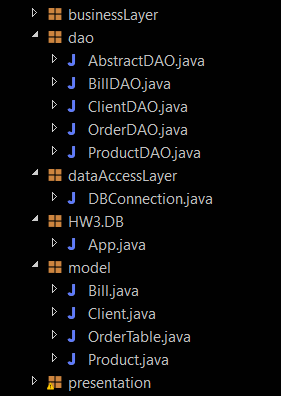 businessLayer
dao
AbstractDAO.java
BillDAO.java
ClientDAO.java
OrderDAO.java
ProductDAO.java
dataAccessLayer
DBConnection.java
HW3.DB
App.java
model
Bill.java
Client.java
OrderTable.java
Product.java
presentation